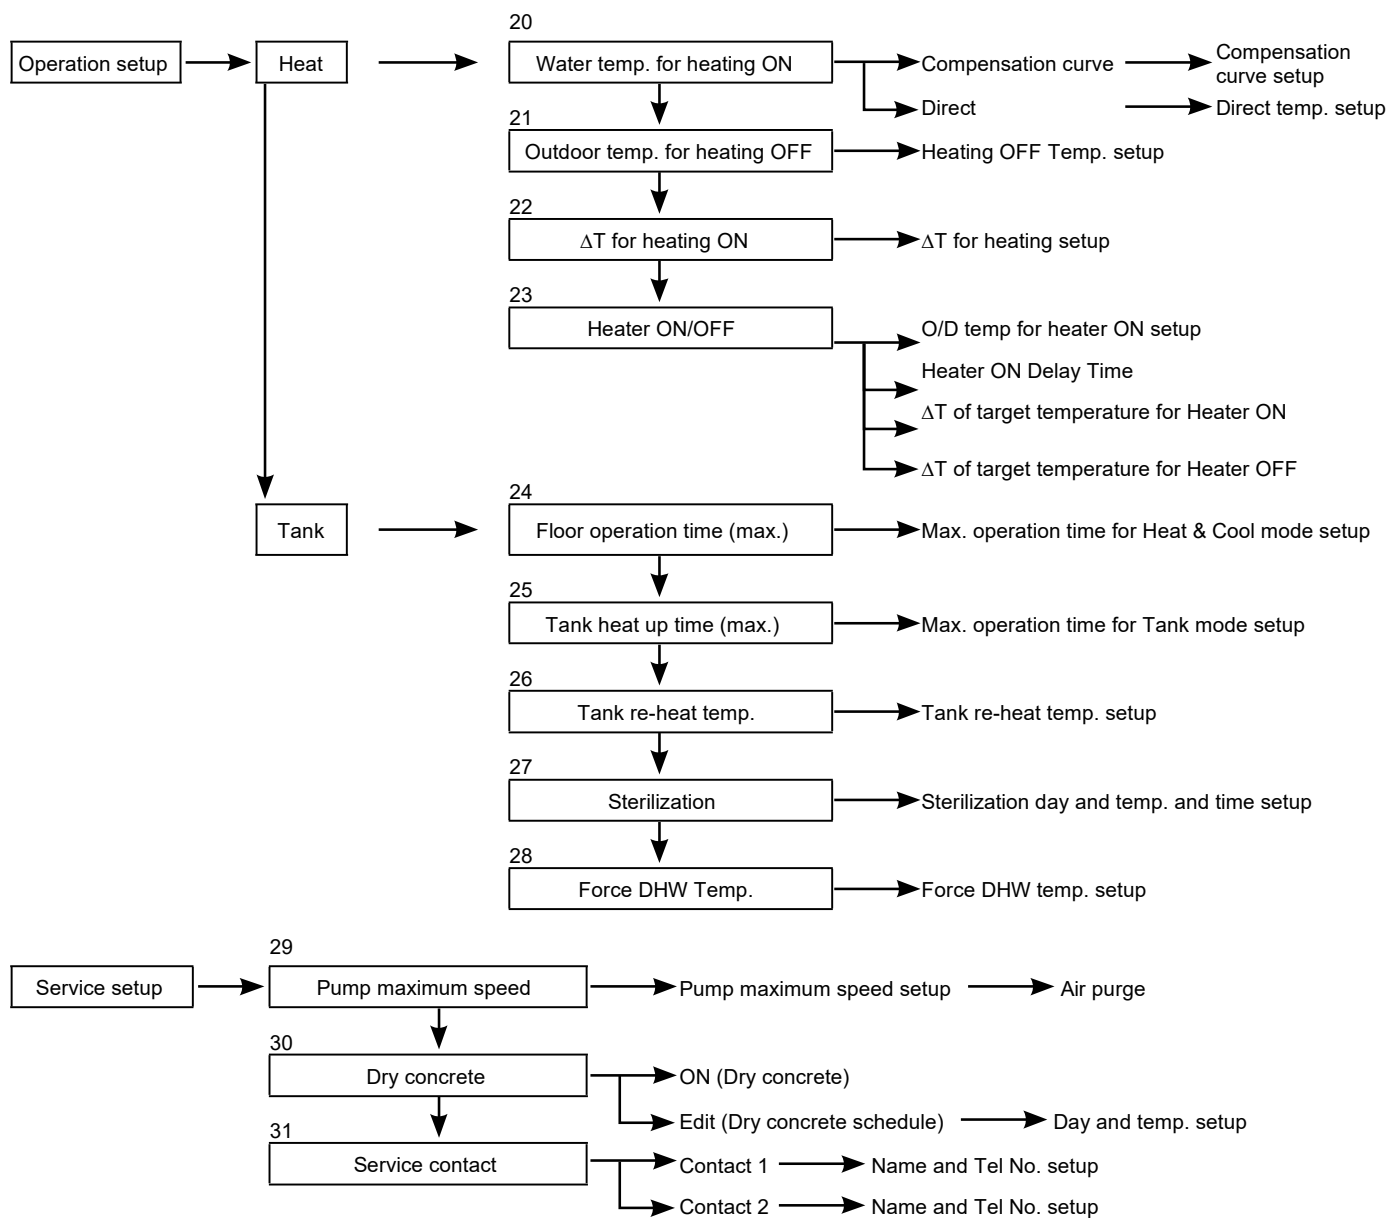 20
Operation setup
Heat
Water temp. for heating ON
Compensation curve
Compensation
curve setup
Direct
Direct temp. setup
21
Outdoor temp. for heating OFF
Heating OFF Temp. setup
22
∆T for heating ON
∆T for heating setup
23
Heater ON/OFF
O/D temp for heater ON setup
Heater ON Delay Time
∆T of target temperature for Heater ON
∆T of target temperature for Heater OFF
24
Tank
Floor operation time (max.)
Max. operation time for Heat & Cool mode setup
25
Tank heat up time (max.)
Max. operation time for Tank mode setup
26
Tank re-heat temp.
Tank re-heat temp. setup
27
Sterilization
Sterilization day and temp. and time setup
28
Force DHW Temp.
Force DHW temp. setup
29
Service setup
Pump maximum speed
Pump maximum speed setup
Air purge
30
Dry concrete
ON (Dry concrete)
Edit (Dry concrete schedule)
Day and temp. setup
31
Service contact
Contact 1
Name and Tel No. setup
Contact 2
Name and Tel No. setup